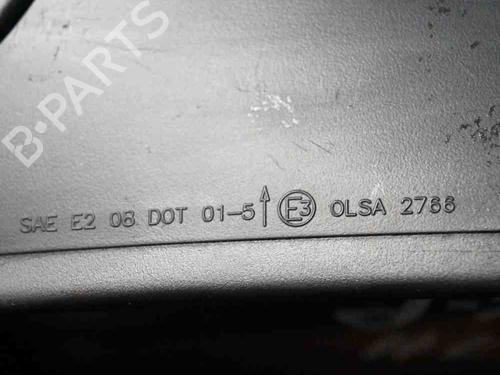 B-PARTS
SAE E2 08 DOT 01-5↑ E3 OLSA 2766